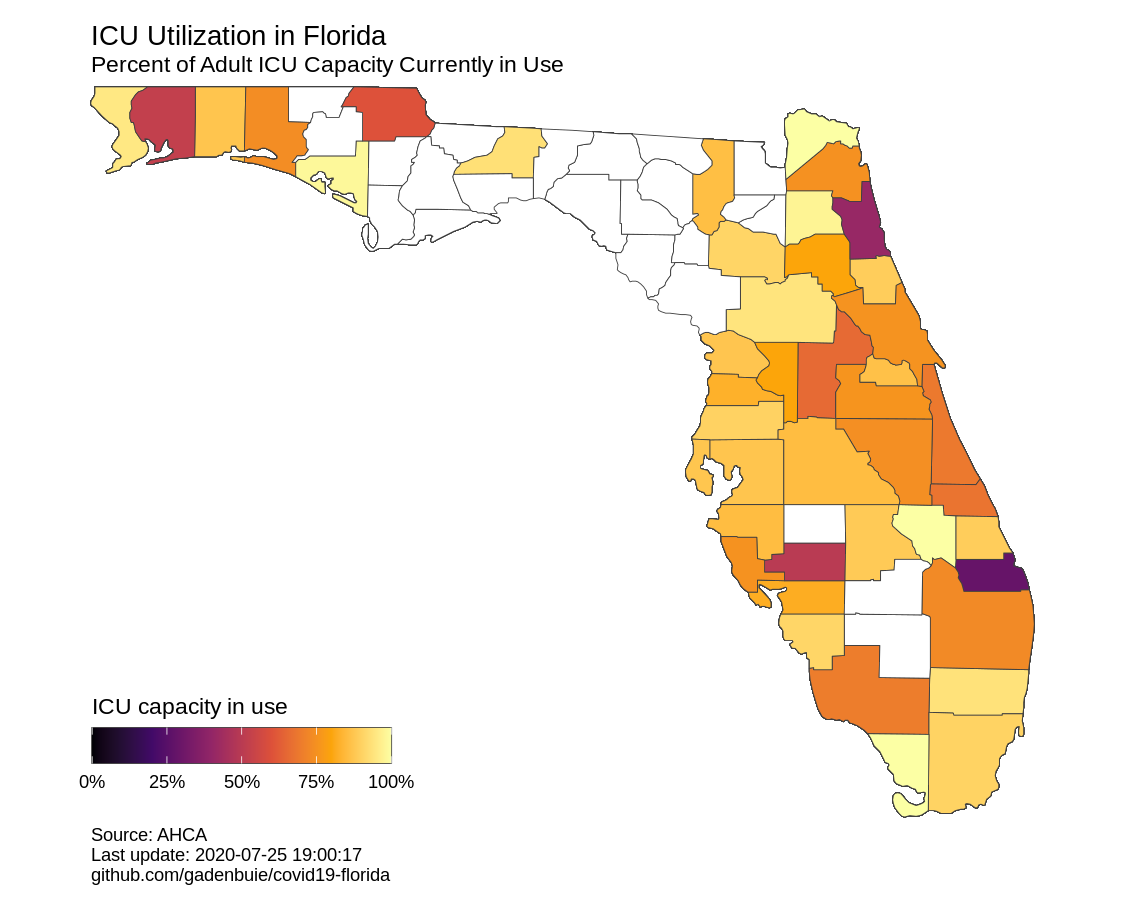 ICU Utilization in Florida
Percent of Adult ICU Capacity Currently in Use
ICU capacity in use
0% 25% 50% 75% 100%
Source: AHCA
Last update: 2020-07-25 19:00:17
github.com/gadenbuie/covid19-florida